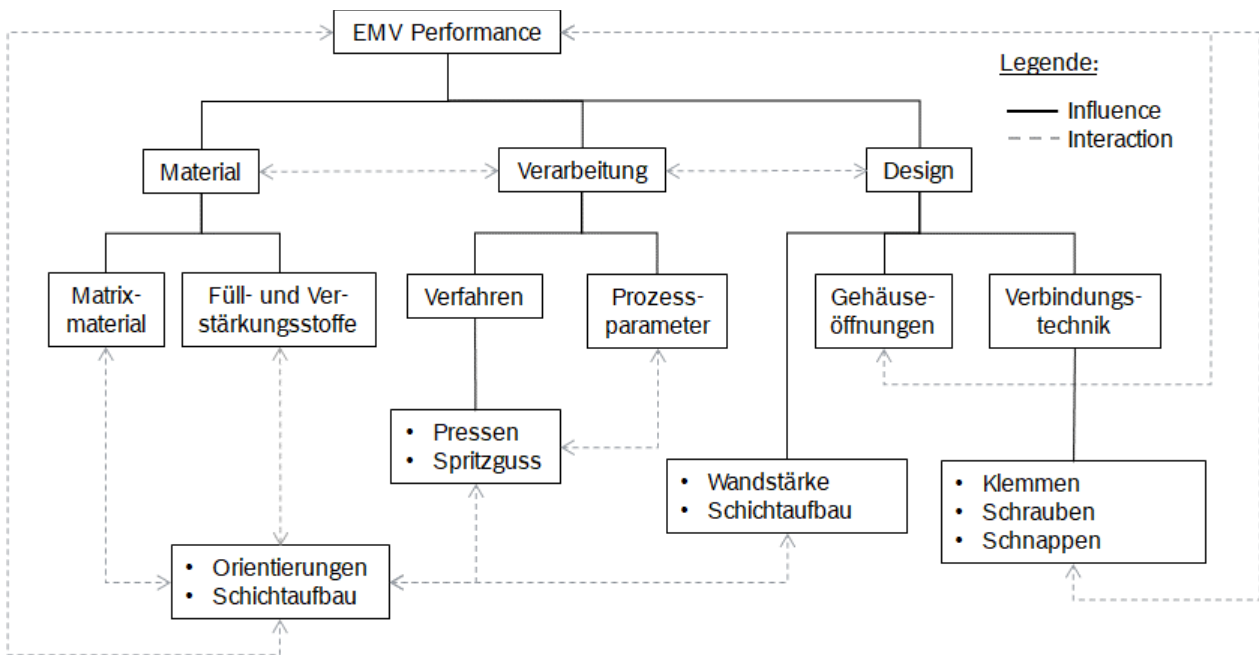 EMV Performance
Legende:
Influence
Interaction
Material
Verarbeitung
Design
Matrix-
material
Füll- und Ver-
stärkungsstoffe
Verfahren
Prozess-
parameter
Gehäuse-
öffnungen
Verbindungs-
technik
• Pressen
• Spritzguss
• Wandstärke
• Schichtaufbau
• Klemmen
• Schrauben
• Schnappen
• Orientierungen
• Schichtaufbau